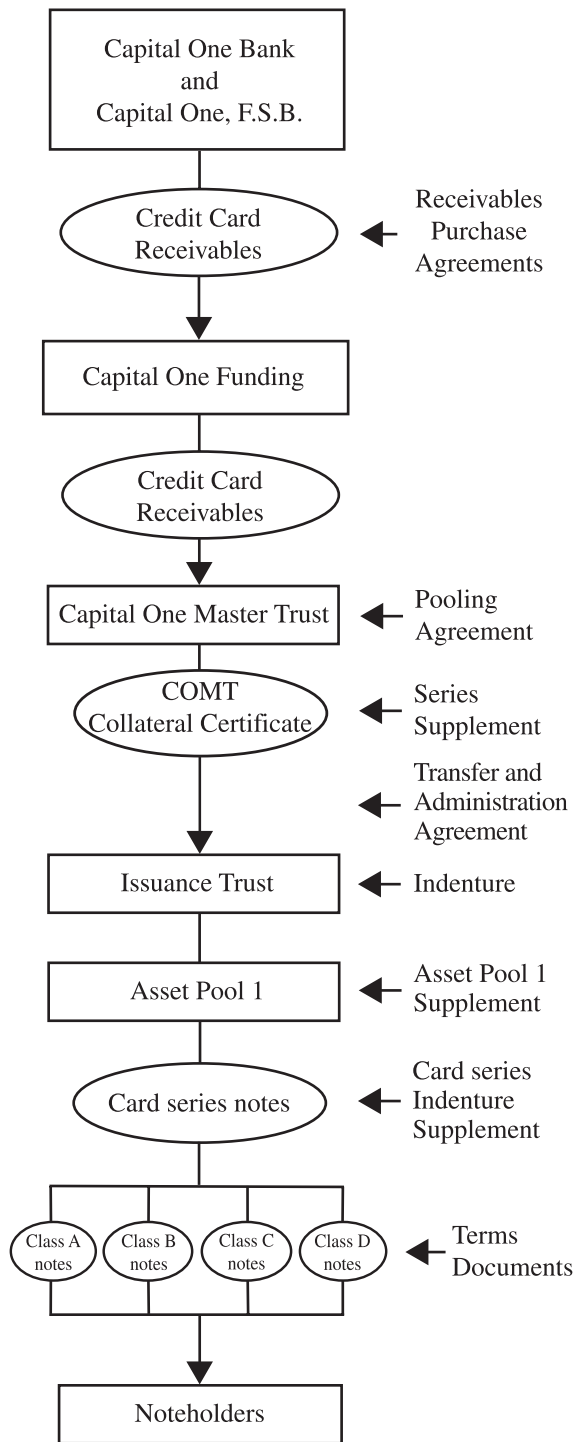 Capital One Bank
and
Capital One, F.S.B.
Credit Card
Receivables
Receivables
Purchase
Agreements
Capital One Funding
Credit Card
Receivables
Capital One Master Trust
Pooling
Agreement
COMT
Collateral Certificate
Series
Supplement
Transfer and
Administration
Agreement
Issuance Trust
Indenture
Asset Pool 1
Asset Pool 1
Supplement
Card series notes
Card series
Indenture
Supplement
Class A
notes
Class B
notes
Class C
notes
Class D
notes
Terms
Documents
Noteholders